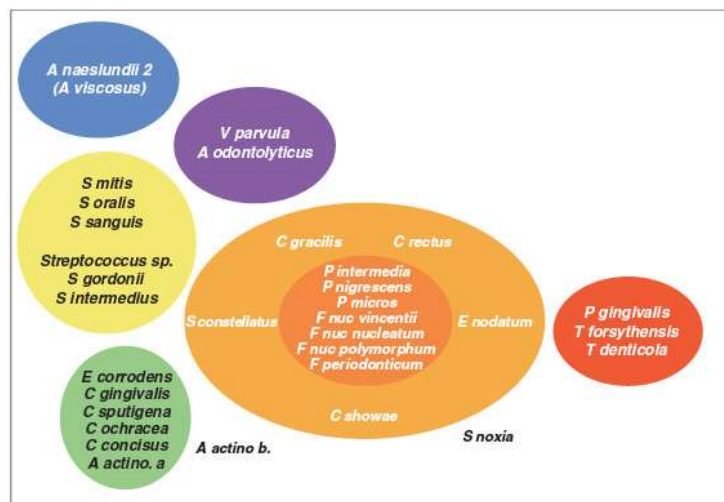 A naeslundii 2
(A viscosus)
V parvula
A odontolyticus
S mitis
S oralis
S sanguis
Streptococcus sp.
S gordonii
S intermedius
C gracilis
C rectus
P intermedia
P nigrescens
P micros
F nuc vincentii
F nuc nucleatum
F nuc polymorphum
F periodonticum
S constellatus
E nodatum
C showae
P gingivalis
T forsythensis
T denticola
E corrodens
C gingivalis
C sputigena
C ochracea
C concisus
A actino. a
A actino b.
S noxia